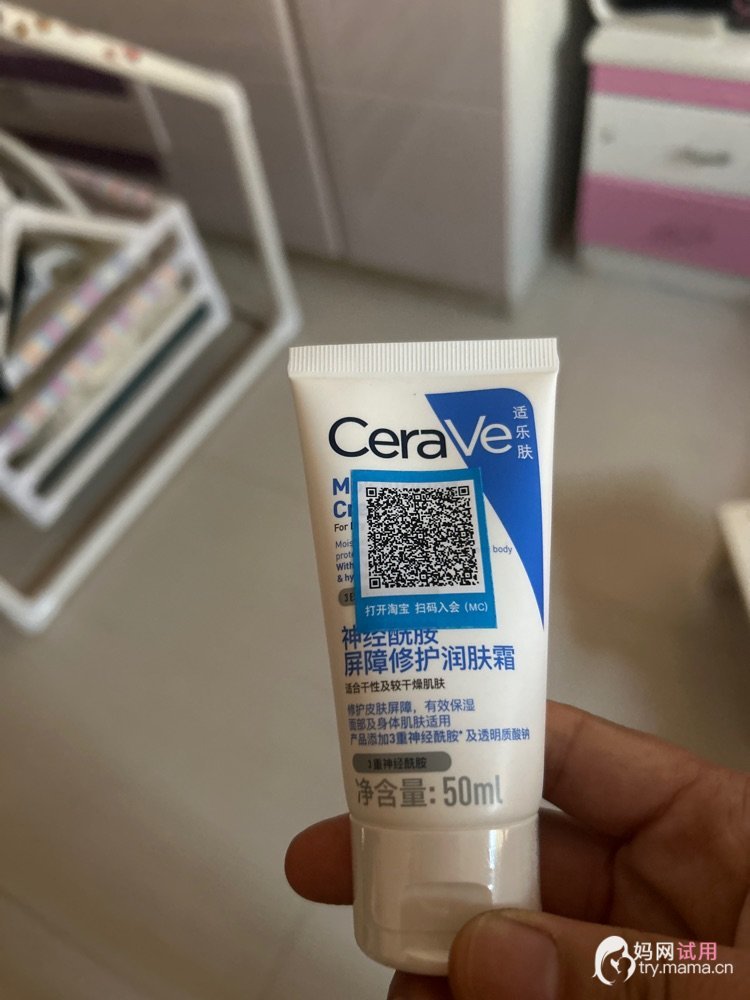 CeraVe
适乐肤
For
body
With
打开淘宝 扫码入会（MC）
神经酰胺
屏障修护润肤霜
适合干性及较干燥肌肤
修护皮肤屏障，有效保湿
面部及身体肌肤适用
产品添加3重神经酰胺*及透明质酸钠
3重神经酰胺
净含量：50ml
妈网试用
try.mama.cn